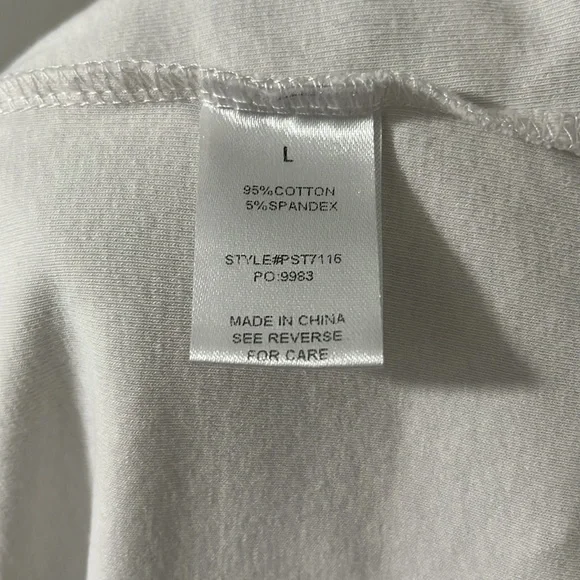 L
95%COTTON
5%SPANDEX
STYLE#PST7116
PO:9983
MADE IN CHINA
SEE REVERSE
FOR CARE